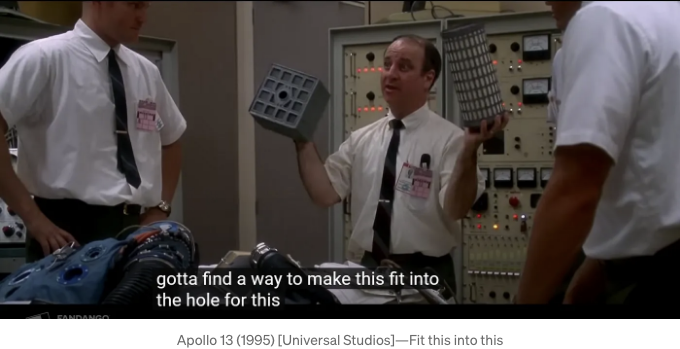 gotta find a way to make this fit into
the hole for this
FANDANGO
Apollo 13 (1995) [Universal Studios]—Fit this into this